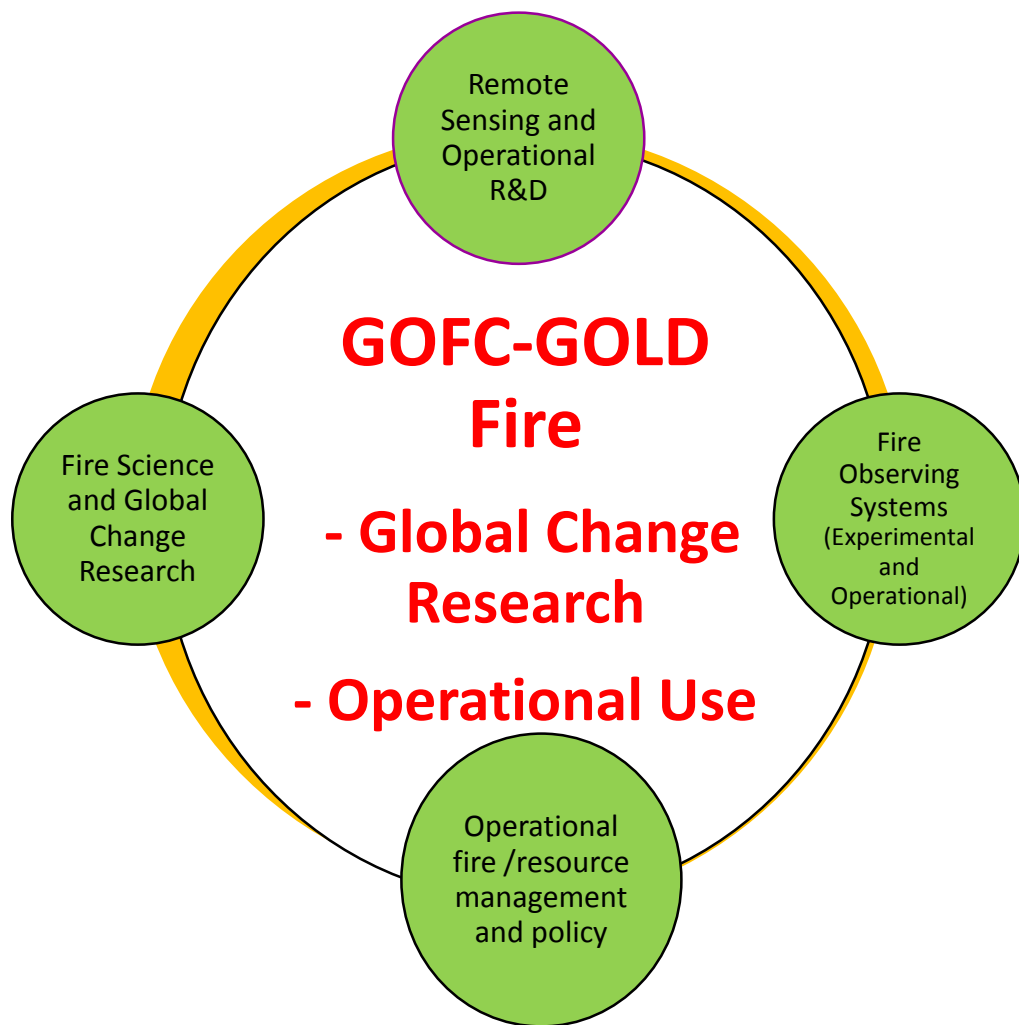 Remote
Sensing and
Operational
R&D
GOFC-GOLD
Fire
- Global Change
Research
- Operational Use
Fire Science
and Global
Change
Research
Fire
Observing
Systems
(Experimental
and
Operational)
Operational
fire /resource
management
and policy